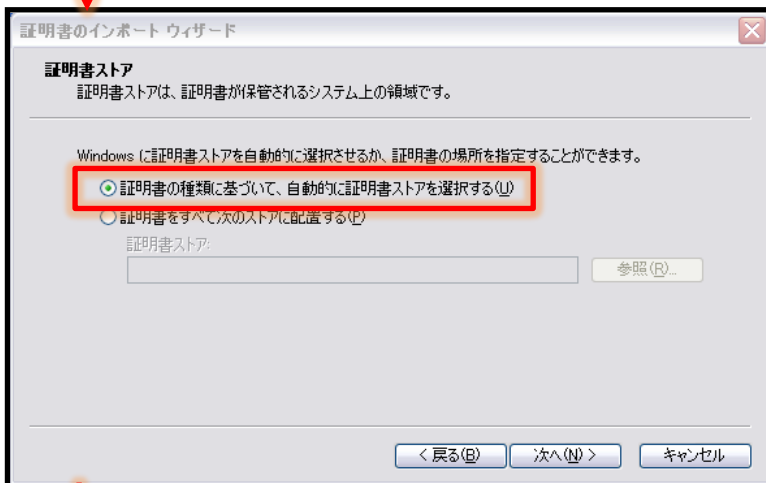 証明書のインポート ウィザード
証明書ストア
証明書ストアは、証明書が保管されるシステム上の領域です。
Windows に証明書ストアを自動的に選択させるか、証明書の場所を指定することができます。
証明書の種類に基づいて、自動的に証明書ストアを選択する(U)
証明書をすべて次のストアに配置する(P)
証明書ストア:
参照(R)...
< 戻る(B)
次へ(N) >
キャンセル